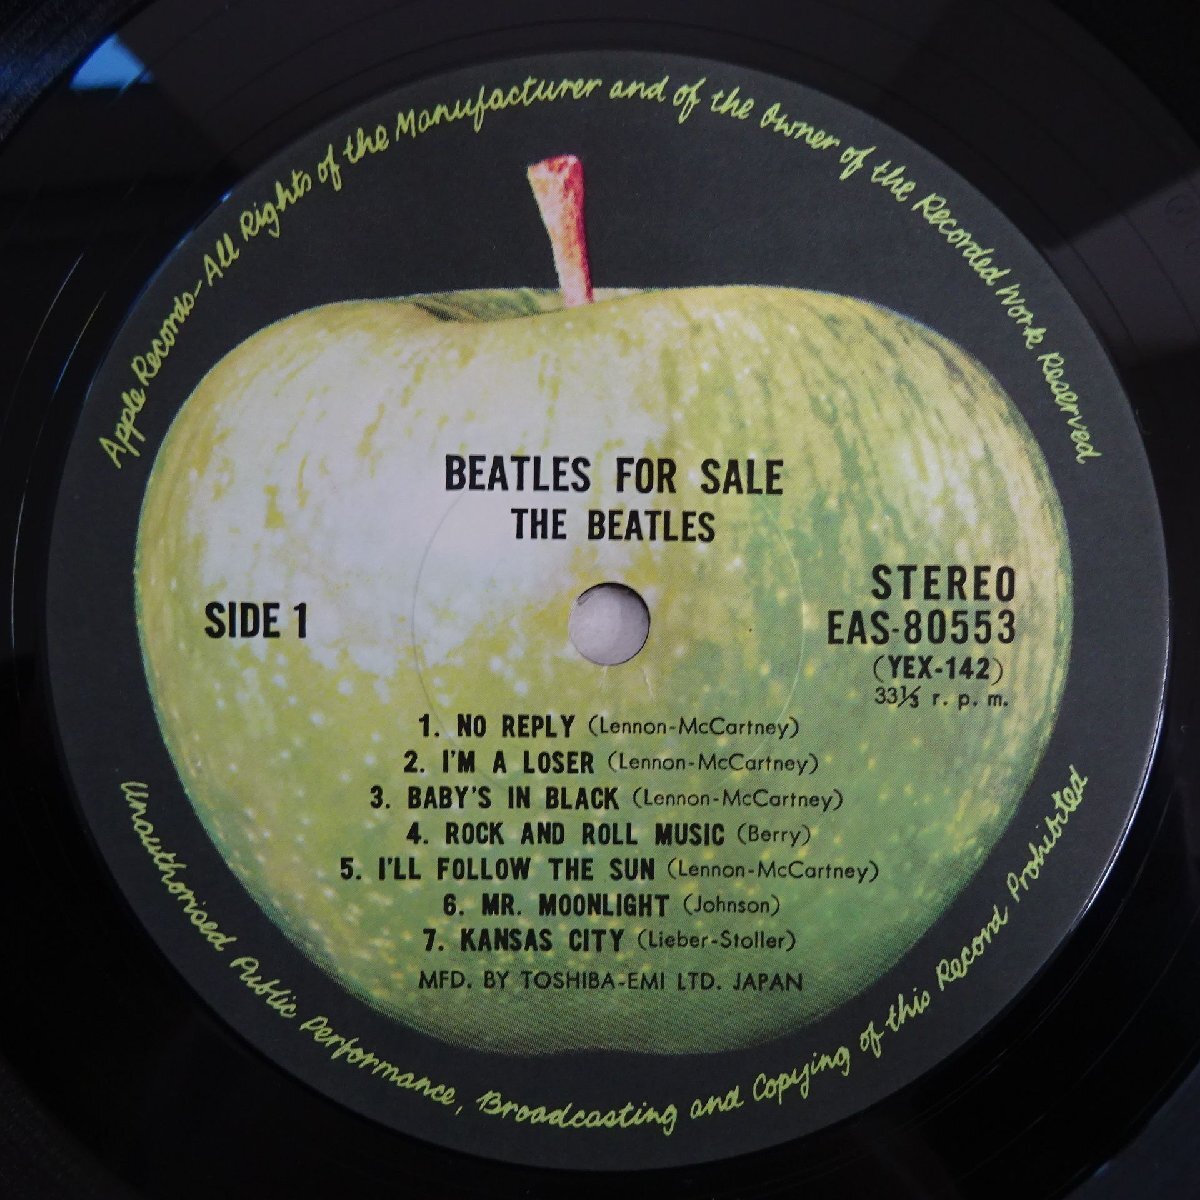 Apple Records-All Rights of the Manufacturer and of the Owner of the Recorded Work Reserved
BEATLES FOR SALE
THE BEATLES
SIDE 1
STEREO
EAS-80553
(YEX-142)
33⅓ r. p. m.
1. NO REPLY (Lennon-McCartney)
2. I'M A LOSER (Lennon-McCartney)
3. BABY'S IN BLACK (Lennon-McCartney)
4. ROCK AND ROLL MUSIC (Berry)
5. I'LL FOLLOW THE SUN (Lennon-McCartney)
6. MR. MOONLIGHT (Johnson)
7. KANSAS CITY (Lieber-Stoller)
MFD. BY TOSHIBA-EMI LTD. JAPAN
Unauthorised Public Performance, Broadcasting and Copying of this Record Prohibited